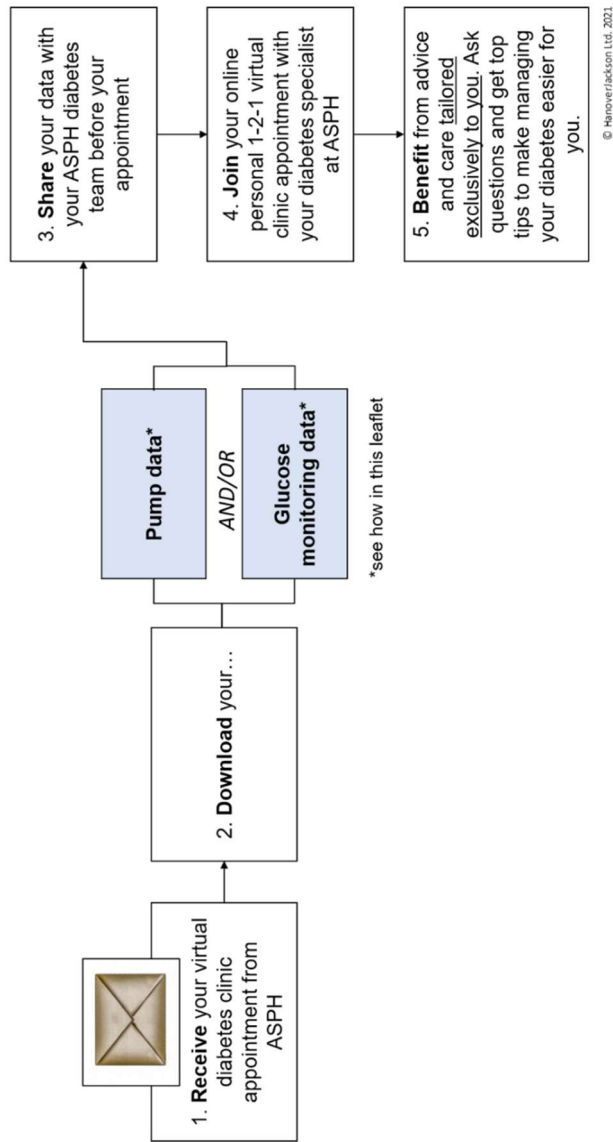 1. Receive your virtual
diabetes clinic
appointment from
ASPH
2. Download your…
Pump data*
AND/OR
Glucose
monitoring data*
*see how in this leaflet
3. Share your data with
your ASPH diabetes
team before your
appointment
4. Join your online
personal 1-2-1 virtual
clinic appointment with
your diabetes specialist
at ASPH
5. Benefit from advice
and care tailored
exclusively to you. Ask
questions and get top
tips to make managing
your diabetes easier for
you.
© HanoverJackson Ltd. 2021